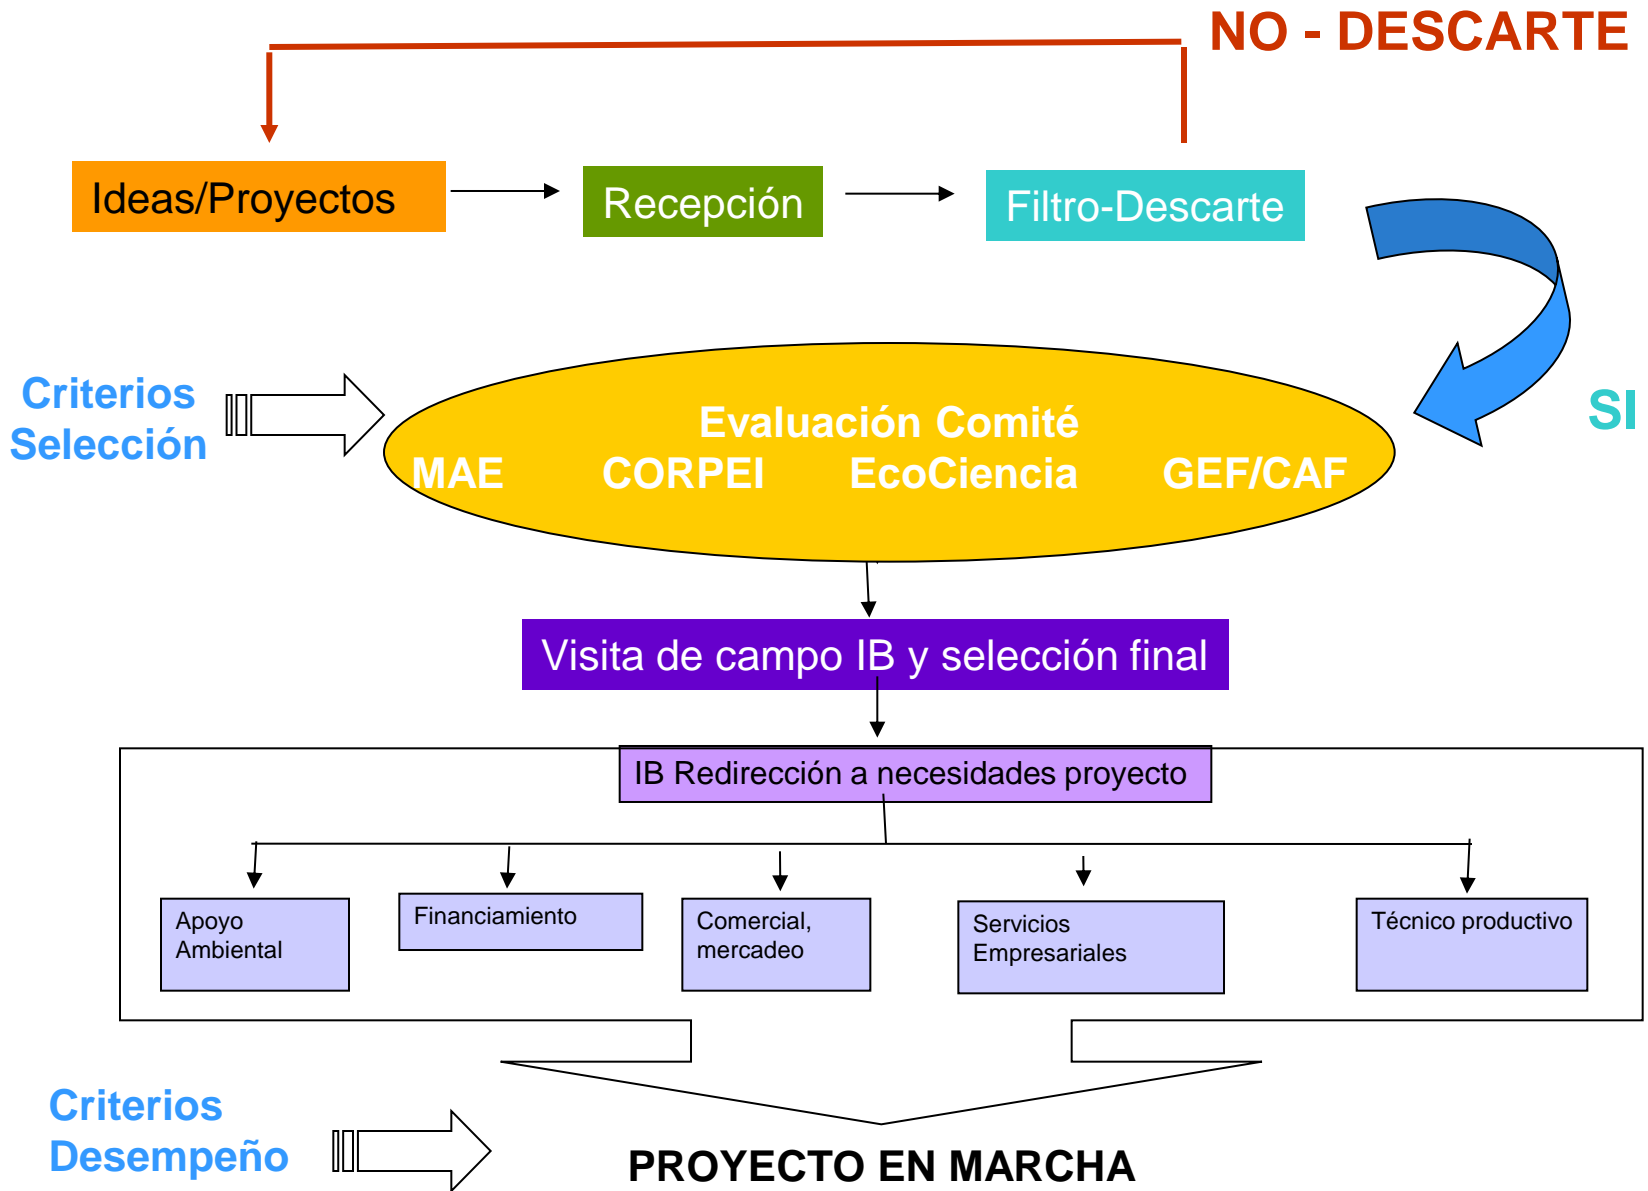 NO - DESCARTE
Ideas/Proyectos
Recepción
Filtro-Descarte
Criterios
Selección
SI
Evaluación Comité
MAE CORPEI EcoCiencia GEF/CAF
Visita de campo IB y selección final
IB Redirección a necesidades proyecto
Apoyo
Ambiental
Financiamiento
Comercial,
mercadeo
Servicios
Empresariales
Técnico productivo
Criterios
Desempeño
PROYECTO EN MARCHA